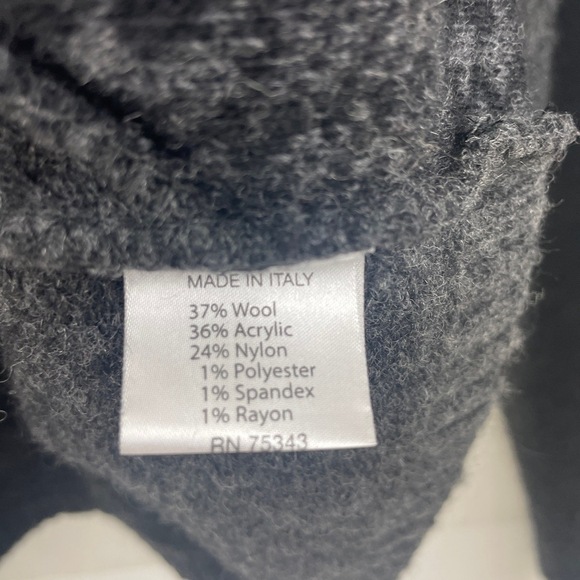 MADE IN ITALY
37% Wool
36% Acrylic
24% Nylon
1% Polyester
1% Spandex
1% Rayon
RN 75343